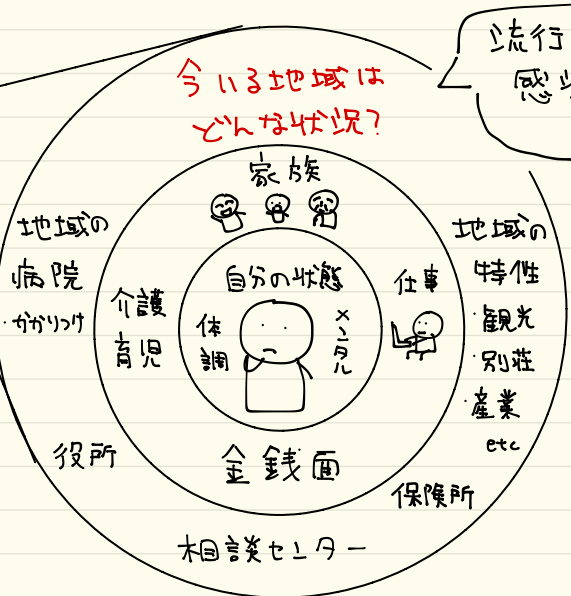 流行
感
今いる地域は
どんな状況?
家族
地域の
病院
・かかりつけ
地域の
特性
・観光
・別荘
・産業
etc
自分の状態
体調
メンタル
仕事
介護
育児
金銭面
役所
保険所
相談センター